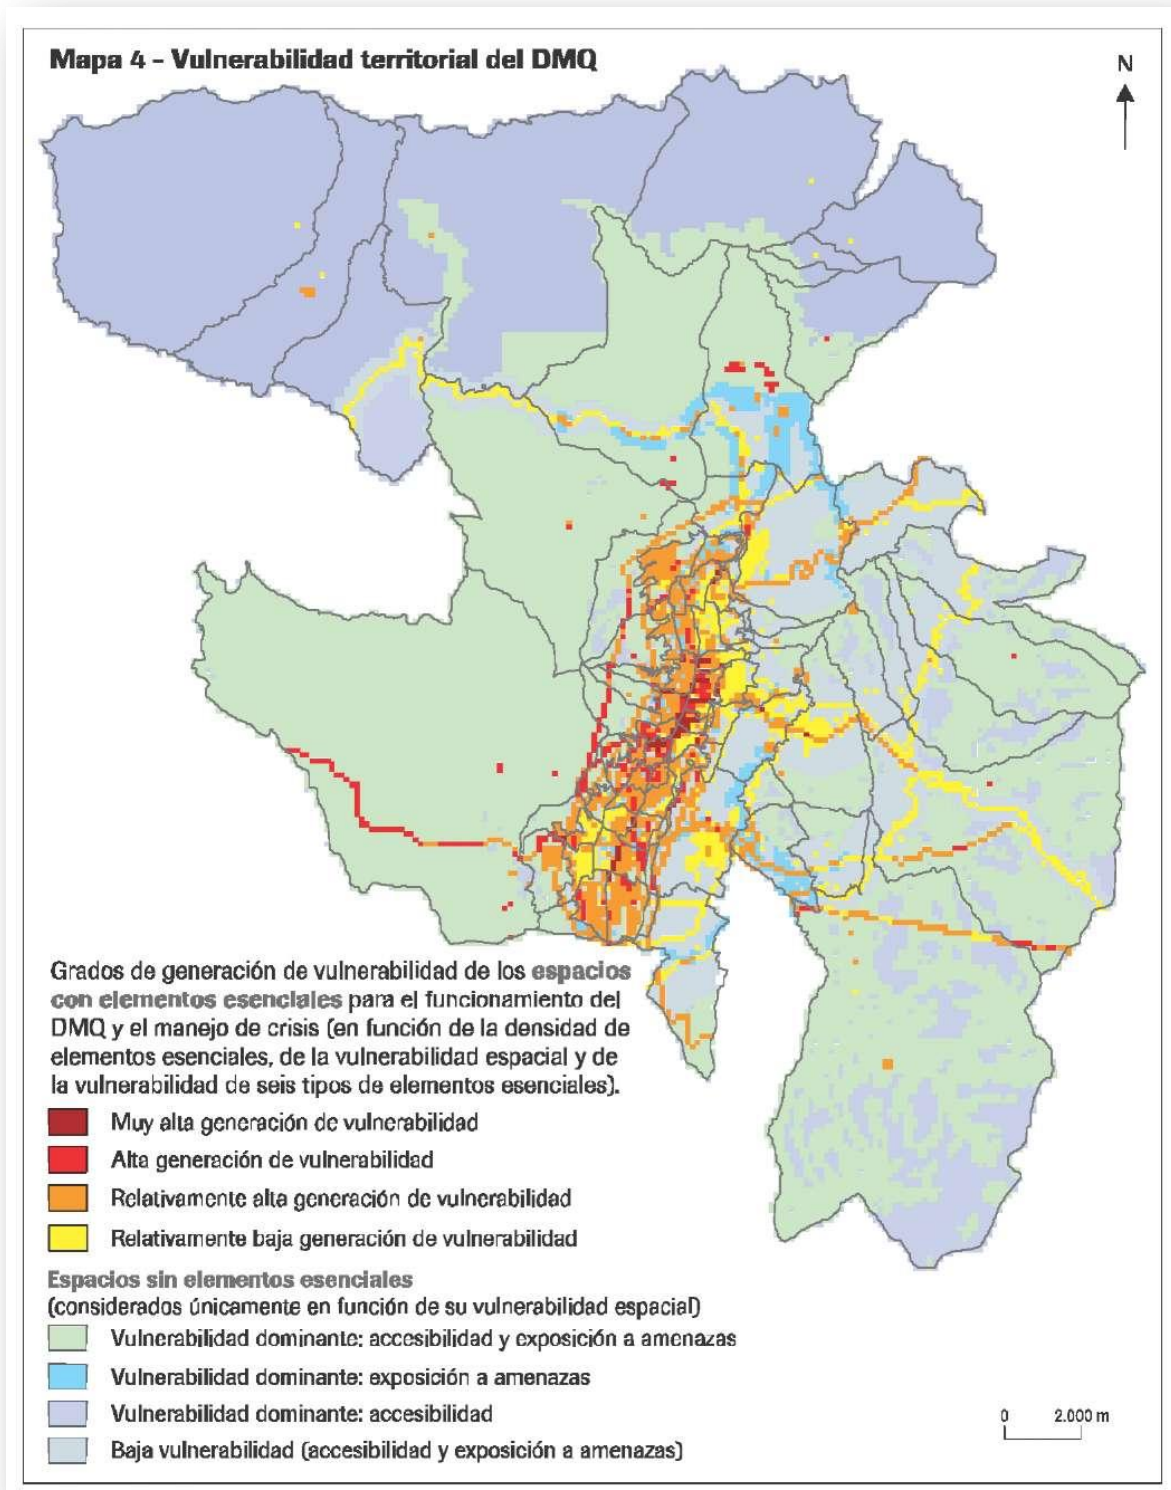 Mapa 4 - Vulnerabilidad territorial del DMQ
N
Grados de generación de vulnerabilidad de los espacios
con elementos esenciales para el funcionamiento del
DMQ y el manejo de crisis (en función de la densidad de
elementos esenciales, de la vulnerabilidad espacial y de
la vulnerabilidad de seis tipos de elementos esenciales).
Muy alta generación de vulnerabilidad
Alta generación de vulnerabilidad
Relativamente alta generación de vulnerabilidad
Relativamente baja generación de vulnerabilidad
Espacios sin elementos esenciales
(considerados únicamente en función de su vulnerabilidad espacial)
Vulnerabilidad dominante: accesibilidad y exposición a amenazas
Vulnerabilidad dominante: exposición a amenazas
Vulnerabilidad dominante: accesibilidad
Baja vulnerabilidad (accesibilidad y exposición a amenazas)
0 2.000 m